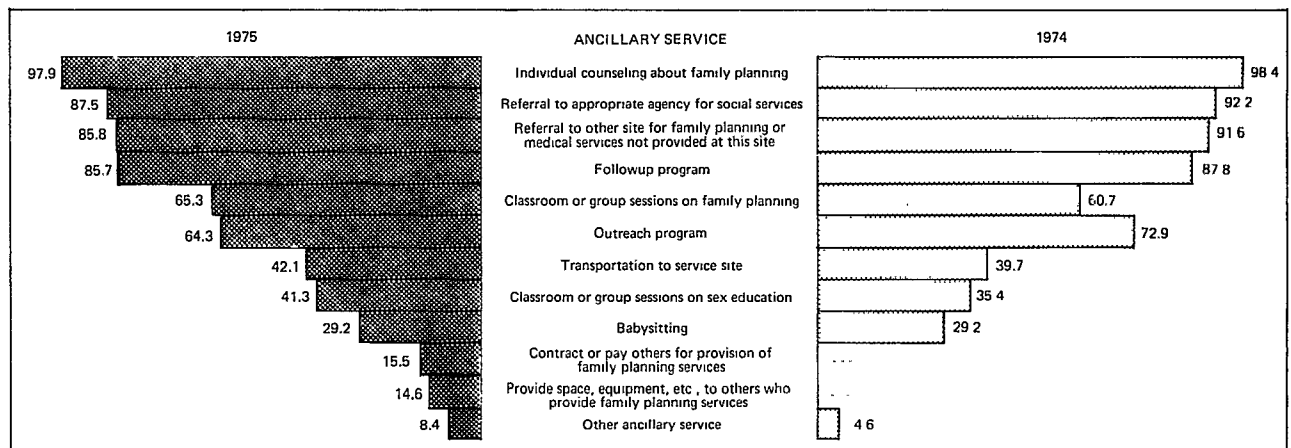 1975 ANCILLARY SERVICE 1974
97.9 Individual counseling about family planning 98 4
87.5 Referral to appropriate agency for social services 92 2
85.8 Referral to other site for family planning or
medical services not provided at this site 91 6
85.7 Followup program 87 8
65.3 Classroom or group sessions on family planning 60.7
64.3 Outreach program 72.9
42.1 Transportation to service site 39.7
41.3 Classroom or group sessions on sex education 35 4
29.2 Babysitting 29 2
15.5 Contract or pay others for provision of
family planning services - - -
14.6 Provide space, equipment, etc , to others who
provide family planning services - - -
8.4 Other ancillary service 4 6